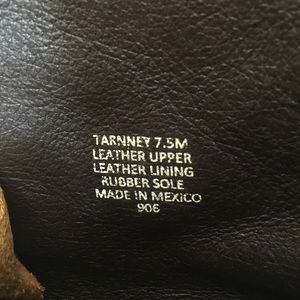 TARNNEY 7.5M
LEATHER UPPER
LEATHER LINING
RUBBER SOLE
MADE IN MEXICO
906